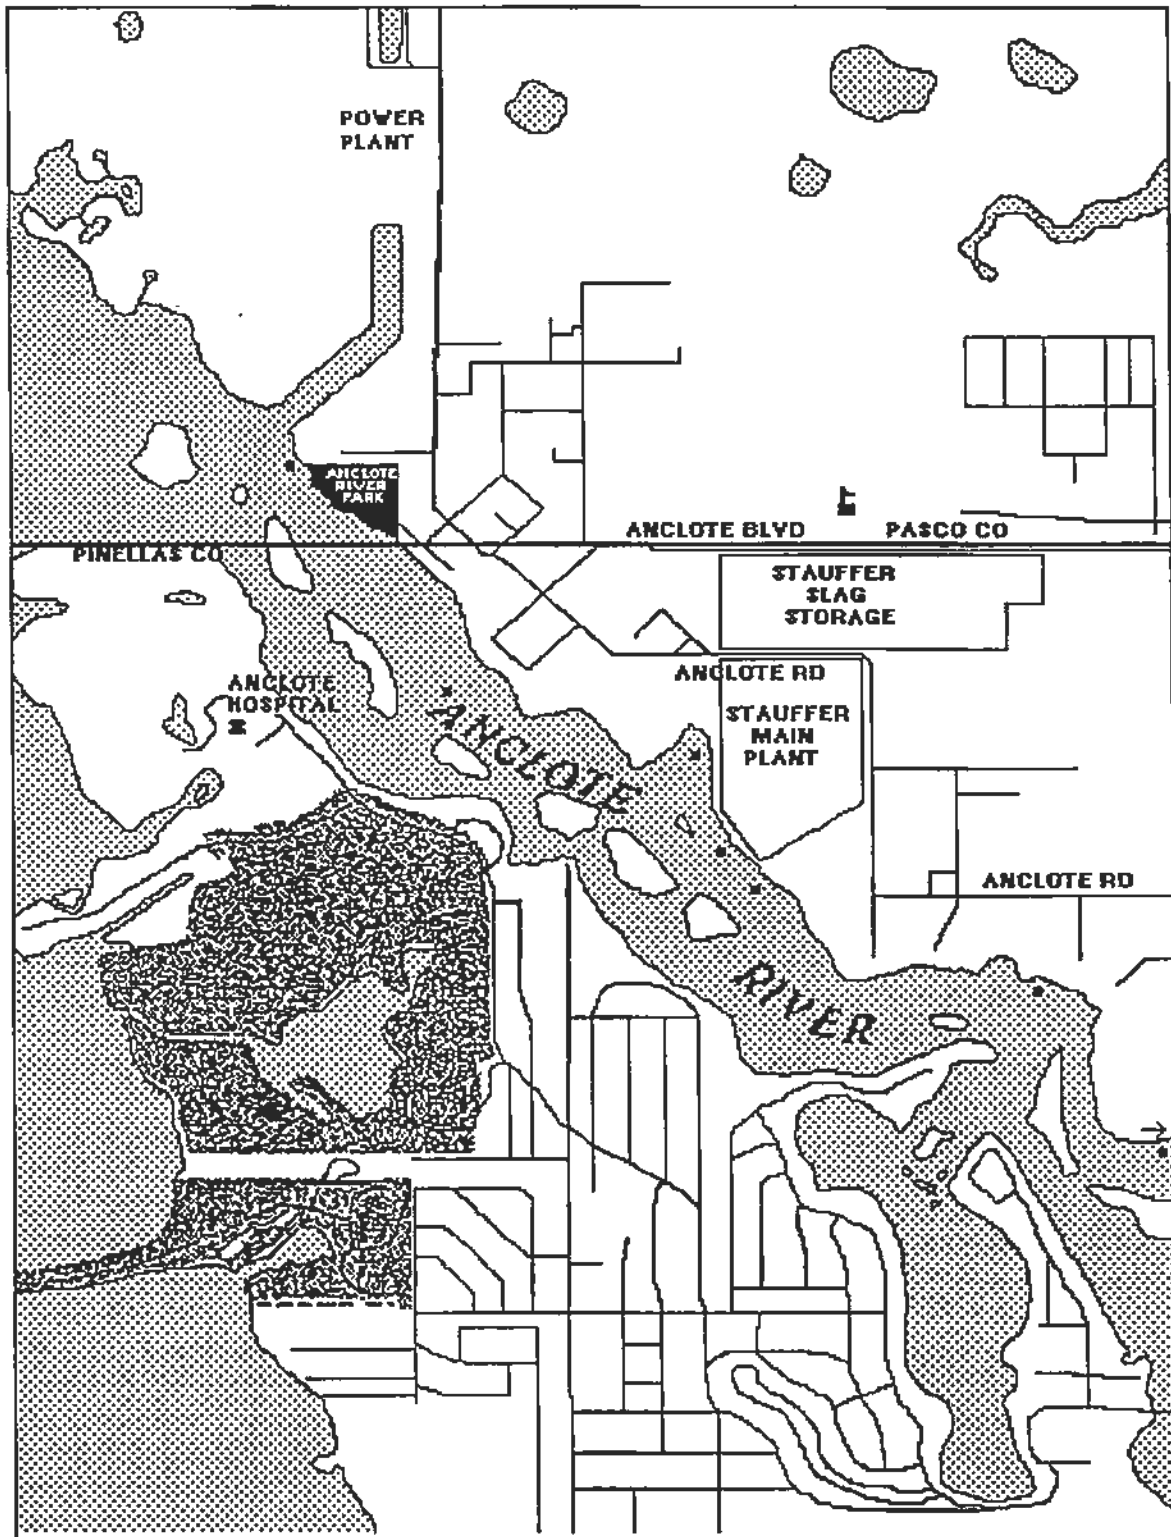 POWER
PLANT
ANCLOTE
RIVER
PARK
ANCLOTE BLVD
PASCO CO
PINELLAS CO
STAUFFER
SLAG
STORAGE
ANCLOTE RD
ANCLOTE
HOSPITAL
STAUFFER
MAIN
PLANT
ANCLOTE
RIVER
ANCLOTE RD